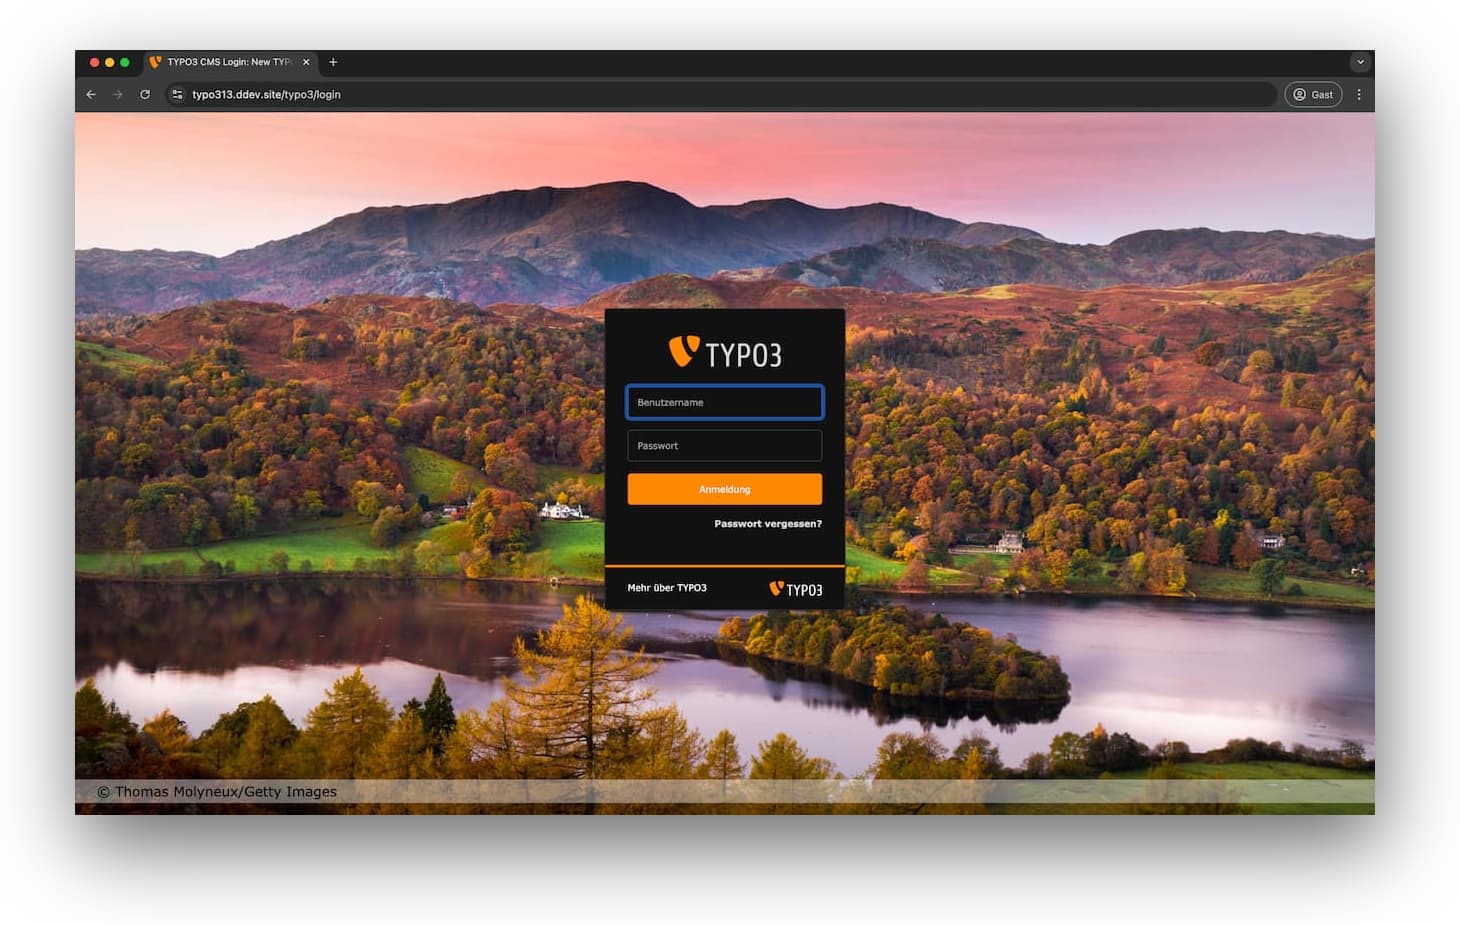 TYPO3 CMS Login: New TYP
typo313.ddev.site/typo3/login
Gast
TYPO3
Benutzername
Passwort
Anmeldung
Passwort vergessen?
Mehr über TYPO3
TYPO3
© Thomas Molyneux/Getty Images